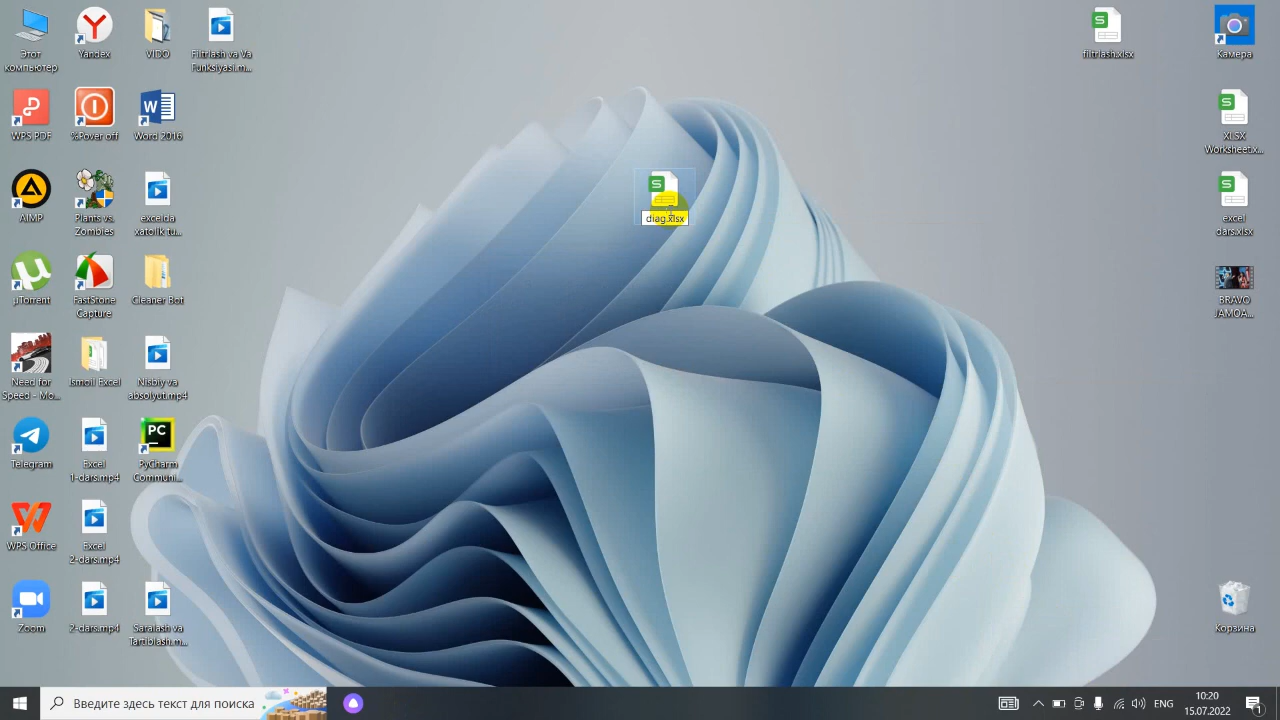 Этот
компьютер
Yandex
VIDO
Filtrlash va Va
Funksiyasi.m...
WPS PDF
%Pover off
Word 2016
AIMP
Plants vs.
Zombies
excelda
xatolik tu...
µTorrent
FastStone
Capture
Cleaner Bot
Need for
Speed - Mo...
Ismoil Excel
Nisbiy va
absolyut.mp4
Telegram
Excel
1-dars.mp4
PyCharm
Communi...
WPS Office
Excel
2-dars.mp4
Zoom
2-dars.mp4
Saralash va
Tartiblash.m...
diag.xlsx
filtrlash.xlsx
Камера
XLSX
Worksheet.x...
excel
dars.xlsx
BRAVO
JAMOA...
Корзина
Введите здесь текст для поиска
ENG
10:20
15.07.2022
1